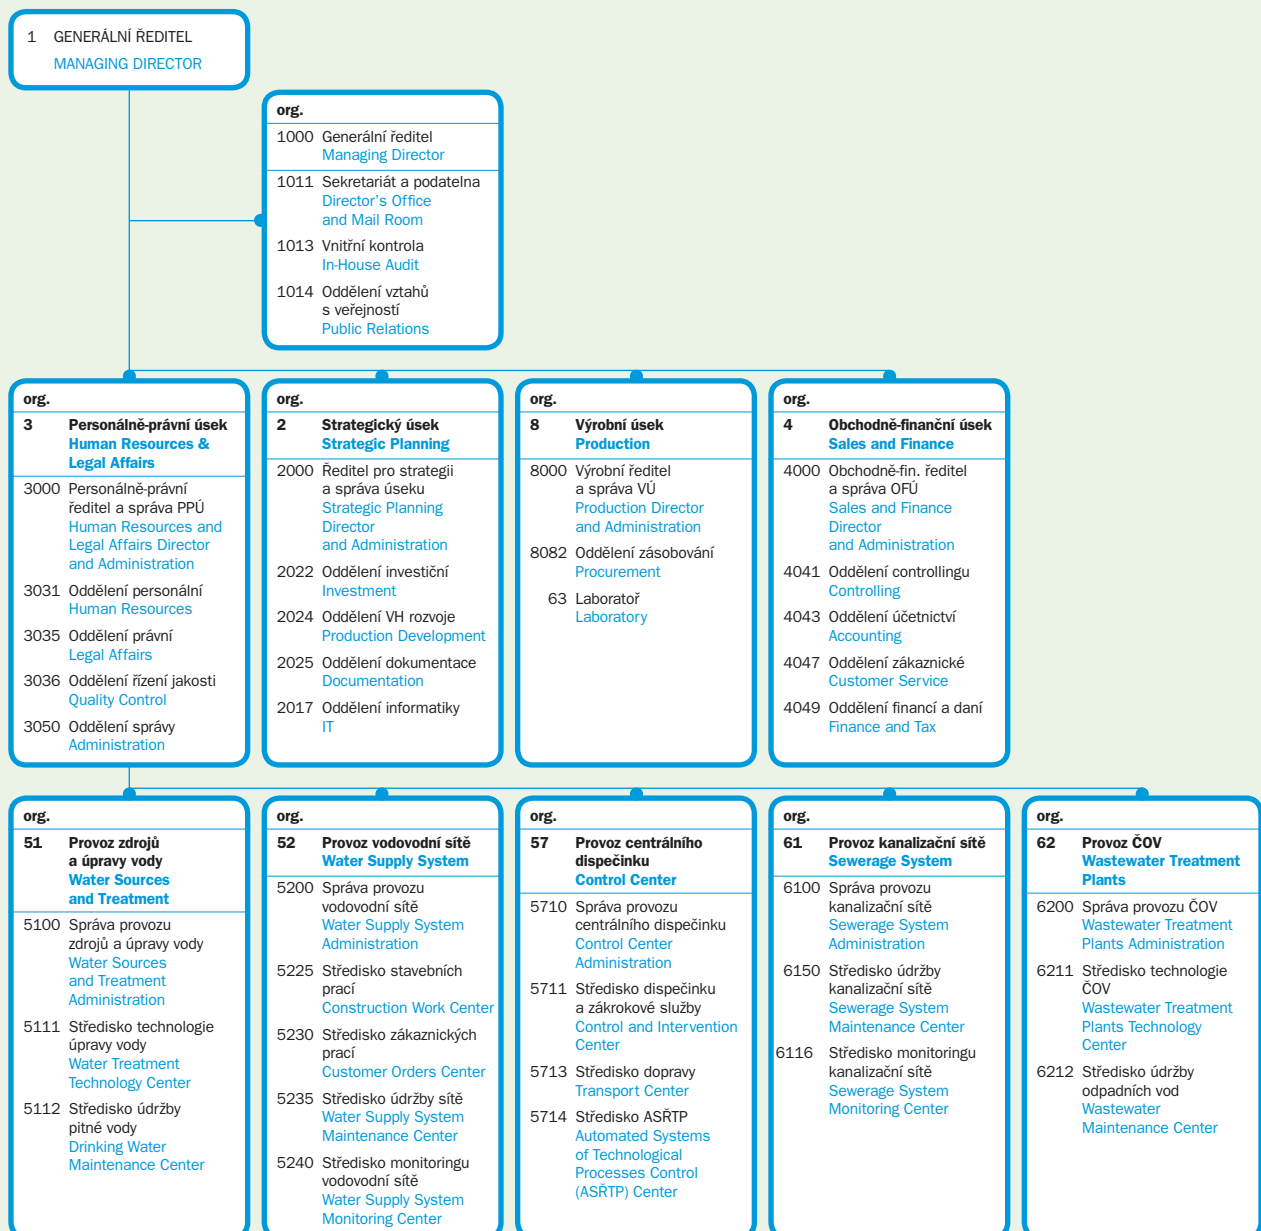 1 GENERÁLNÍ ŘEDITEL
MANAGING DIRECTOR
org.
1000 Generální ředitel
Managing Director
1011 Sekretariát a podatelna
Director's Office
and Mail Room
1013 Vnitřní kontrola
In-House Audit
1014 Oddělení vztahů
s veřejností
Public Relations
org.
3 Personálně-právní úsek
Human Resources &
Legal Affairs
3000 Personálně-právní
ředitel a správa PPÚ
Human Resources and
Legal Affairs Director
and Administration
3031 Oddělení personální
Human Resources
3035 Oddělení právní
Legal Affairs
3036 Oddělení řízení jakosti
Quality Control
3050 Oddělení správy
Administration
org.
2 Strategický úsek
Strategic Planning
2000 Ředitel pro strategii
a správa úseku
Strategic Planning
Director
and Administration
2022 Oddělení investiční
Investment
2024 Oddělení VH rozvoje
Production Development
2025 Oddělení dokumentace
Documentation
2017 Oddělení informatiky
IT
org.
8 Výrobní úsek
Production
8000 Výrobní ředitel
a správa VÚ
Production Director
and Administration
8082 Oddělení zásobování
Procurement
63 Laboratoř
Laboratory
org.
4 Obchodně-finanční úsek
Sales and Finance
4000 Obchodně-fin. ředitel
a správa OFÚ
Sales and Finance
Director
and Administration
4041 Oddělení controllingu
Controlling
4043 Oddělení účetnictví
Accounting
4047 Oddělení zákaznické
Customer Service
4049 Oddělení financí a daní
Finance and Tax
org.
51 Provoz zdrojů
a úpravy vody
Water Sources
and Treatment
5100 Správa provozu
zdrojů a úpravy vody
Water Sources
and Treatment
Administration
5111 Středisko technologie
úpravy vody
Water Treatment
Technology Center
5112 Středisko údržby
pitné vody
Drinking Water
Maintenance Center
org.
52 Provoz vodovodní sítě
Water Supply System
5200 Správa provozu
vodovodní sítě
Water Supply System
Administration
5225 Středisko stavebních
prací
Construction Work Center
5230 Středisko zákaznických
prací
Customer Orders Center
5235 Středisko údržby sítě
Water Supply System
Maintenance Center
5240 Středisko monitoringu
vodovodní sítě
Water Supply System
Monitoring Center
org.
57 Provoz centrálního
dispečinku
Control Center
5710 Správa provozu
centrálního dispečinku
Control Center
Administration
5711 Středisko dispečinku
a zákrokové služby
Control and Intervention
Center
5713 Středisko dopravy
Transport Center
5714 Středisko ASŘTP
Automated Systems
of Technological
Processes Control
(ASŘTP) Center
org.
61 Provoz kanalizační sítě
Sewerage System
6100 Správa provozu
kanalizační sítě
Sewerage System
Administration
6150 Středisko údržby
kanalizační sítě
Sewerage System
Maintenance Center
6116 Středisko monitoringu
kanalizační sítě
Sewerage System
Monitoring Center
org.
62 Provoz ČOV
Wastewater Treatment
Plants
6200 Správa provozu ČOV
Wastewater Treatment
Plants Administration
6211 Středisko technologie
ČOV
Wastewater Treatment
Plants Technology
Center
6212 Středisko údržby
odpadních vod
Wastewater
Maintenance Center